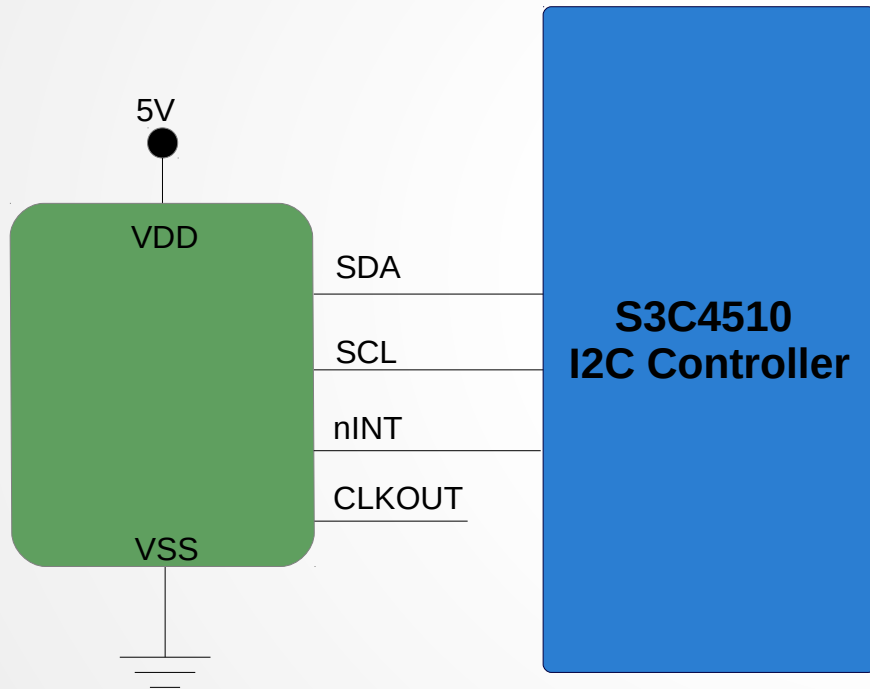 5V
VDD
SDA
SCL
nINT
CLKOUT
VSS
S3C4510
I2C Controller